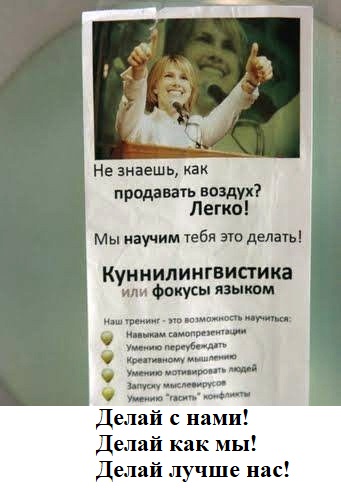 Не знаешь, как
продавать воздух?
Легко!
Мы научим тебя это делать!
Куннилингвистика
или фокусы языком
Наш тренинг - это возможность научиться:
Навыкам самопрезентации
Умению переубеждать
Креативному мышлению
Умению мотивировать людей
Запуску мыслевирусов
Умению "гасить" конфликты
Делай с нами!
Делай как мы!
Делай лучше нас!